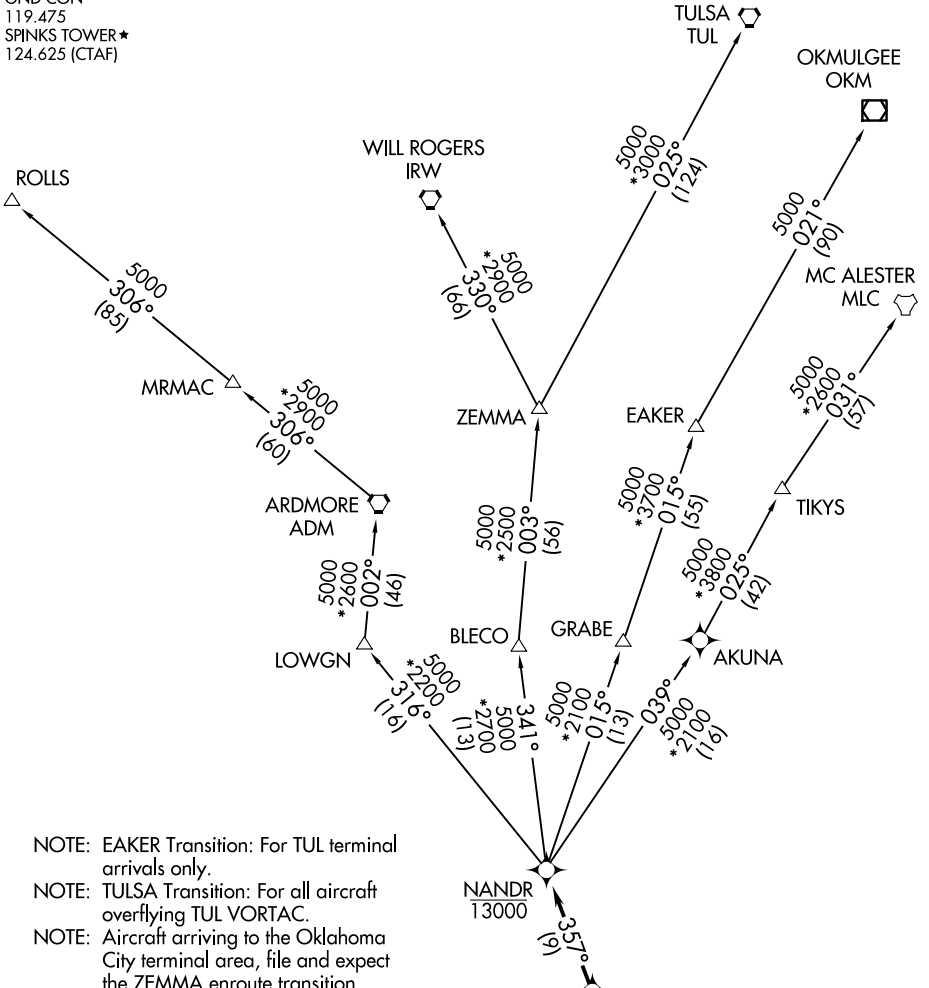 119.475
SPINKS TOWER★
124.625 (CTAF)
TULSA
TUL
OKMULGEE
OKM
WILL ROGERS
IRW
ROLLS
5000
*3000
025°
(124)
5000
021°
(90)
MC ALESTER
MLC
5000
306°
(85)
5000
*2900
330°
(66)
MRMAC
5000
*2900
306°
(60)
ZEMMA
EAKER
5000
*2600
031°
(57)
ARDMORE
ADM
5000
*2500
003°
(56)
5000
*3700
015°
(55)
TIKYS
5000
*2600
002°
(46)
5000
*3800
025°
(42)
LOWGN
BLECO
GRABE
AKUNA
5000
*2200
316°
(16)
341°
5000
*2700
(13)
5000
*2100
015°
(13)
039°
5000
*2100
(16)
NANDR
13000
357°
(9)
NOTE: EAKER Transition: For TUL terminal
arrivals only.
NOTE: TULSA Transition: For all aircraft
overflying TUL VORTAC.
NOTE: Aircraft arriving to the Oklahoma
City terminal area, file and expect
the ZEMMA enroute transition